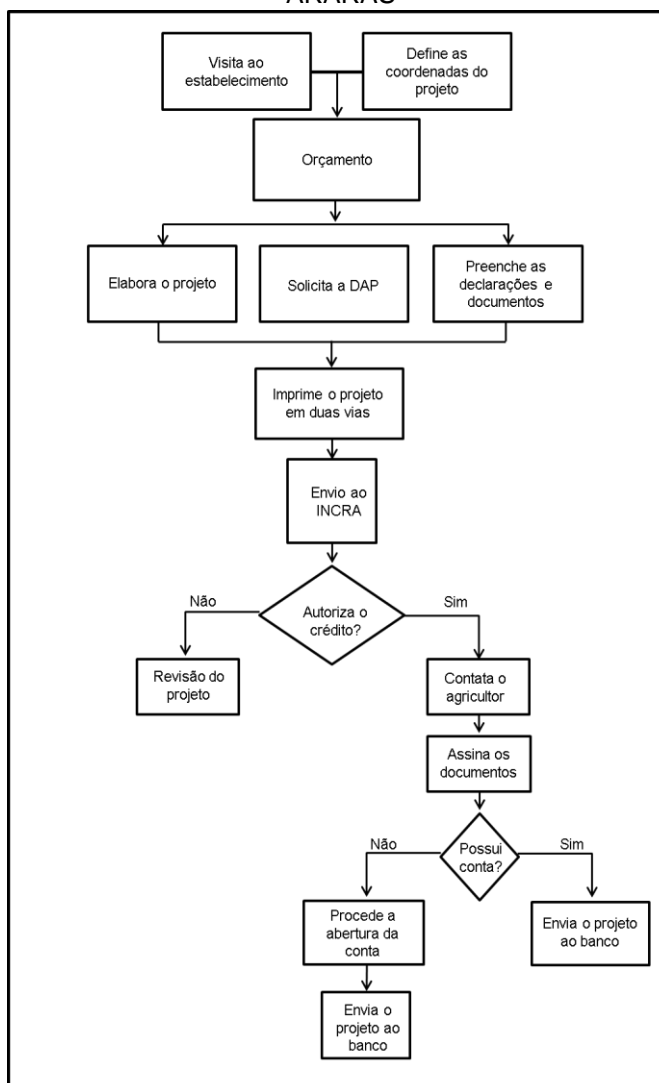 Visita ao
estabelecimento
Define as
coordenadas do
projeto
Orçamento
Elabora o projeto
Solicita a DAP
Preenche as
declarações e
documentos
Imprime o projeto
em duas vias
Envio ao
INCRA
Autoriza o
crédito?
Não
Sim
Revisão do
projeto
Contata o
agricultor
Assina os
documentos
Possui
conta?
Não
Sim
Procede a
abertura da
conta
Envia o projeto
ao banco
Envia o
projeto ao
banco